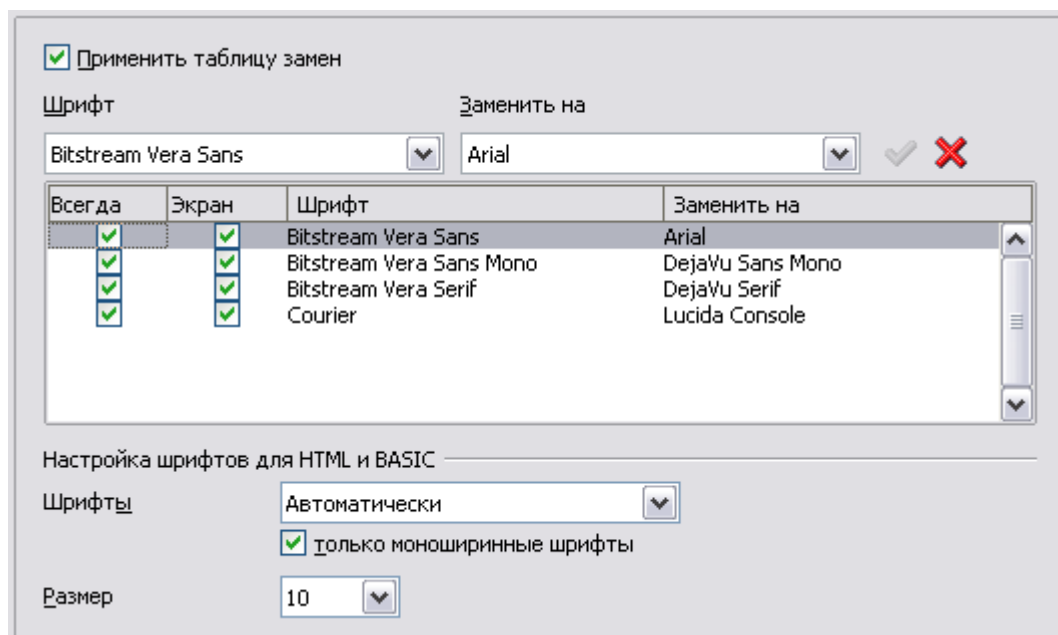 Применить таблицу замен
Шрифт Заменить на
Bitstream Vera Sans Arial
Всегда Экран Шрифт Заменить на
Bitstream Vera Sans Arial
Bitstream Vera Sans Mono DejaVu Sans Mono
Bitstream Vera Serif DejaVu Serif
Courier Lucida Console
Настройка шрифтов для HTML и BASIC
Шрифты Автоматически
только моноширинные шрифты
Размер 10